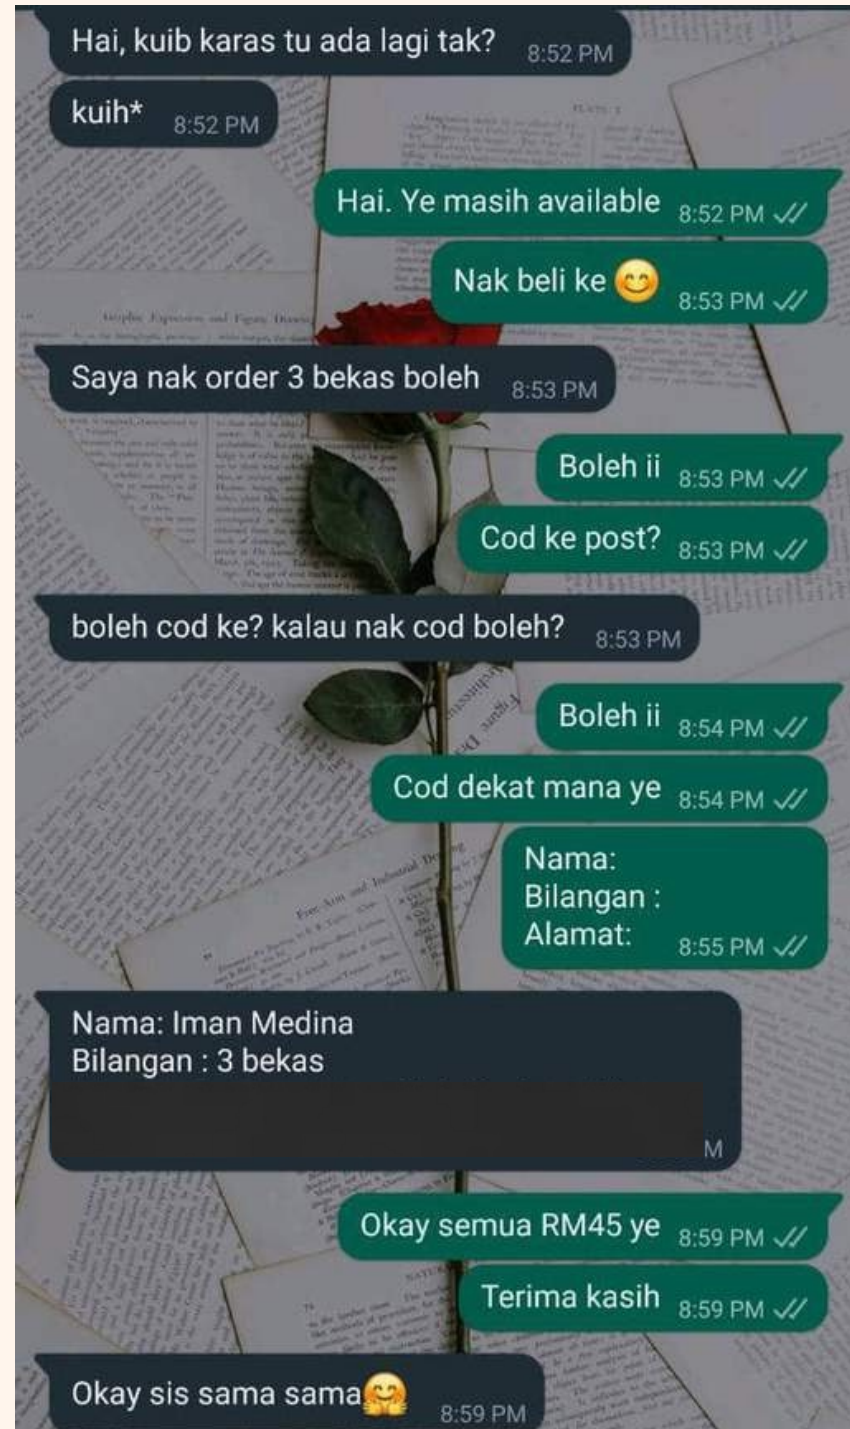 Hai, kuib karas tu ada lagi tak? 8:52 PM
kuih* 8:52 PM
Hai. Ye masih available 8:52 PM
Nak beli ke 😊 8:53 PM
Saya nak order 3 bekas boleh 8:53 PM
Boleh ii 8:53 PM
Cod ke post? 8:53 PM
boleh cod ke? kalau nak cod boleh? 8:53 PM
Boleh ii 8:54 PM
Cod dekat mana ye 8:54 PM
Nama:
Bilangan :
Alamat: 8:55 PM
Nama: Iman Medina
Bilangan : 3 bekas
M
Okay semua RM45 ye 8:59 PM
Terima kasih 8:59 PM
Okay sis sama sama🤗 8:59 PM